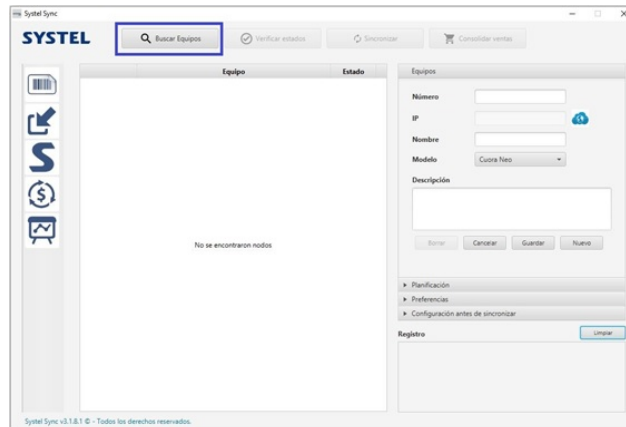 Systel Sync
SYSTEL
Buscar Equipos
Verificar estados
Sincronizar
Consolidar ventas
Equipo
Estado
Equipos
Número
IP
Nombre
Modelo
Cuora Neo
Descripción
No se encontraron nodos
Borrar
Cancelar
Guardar
Nuevo
Planificación
Preferencias
Configuración antes de sincronizar
Registro
Limpiar
Systel Sync v3.1.8.1 © - Todos los derechos reservados.